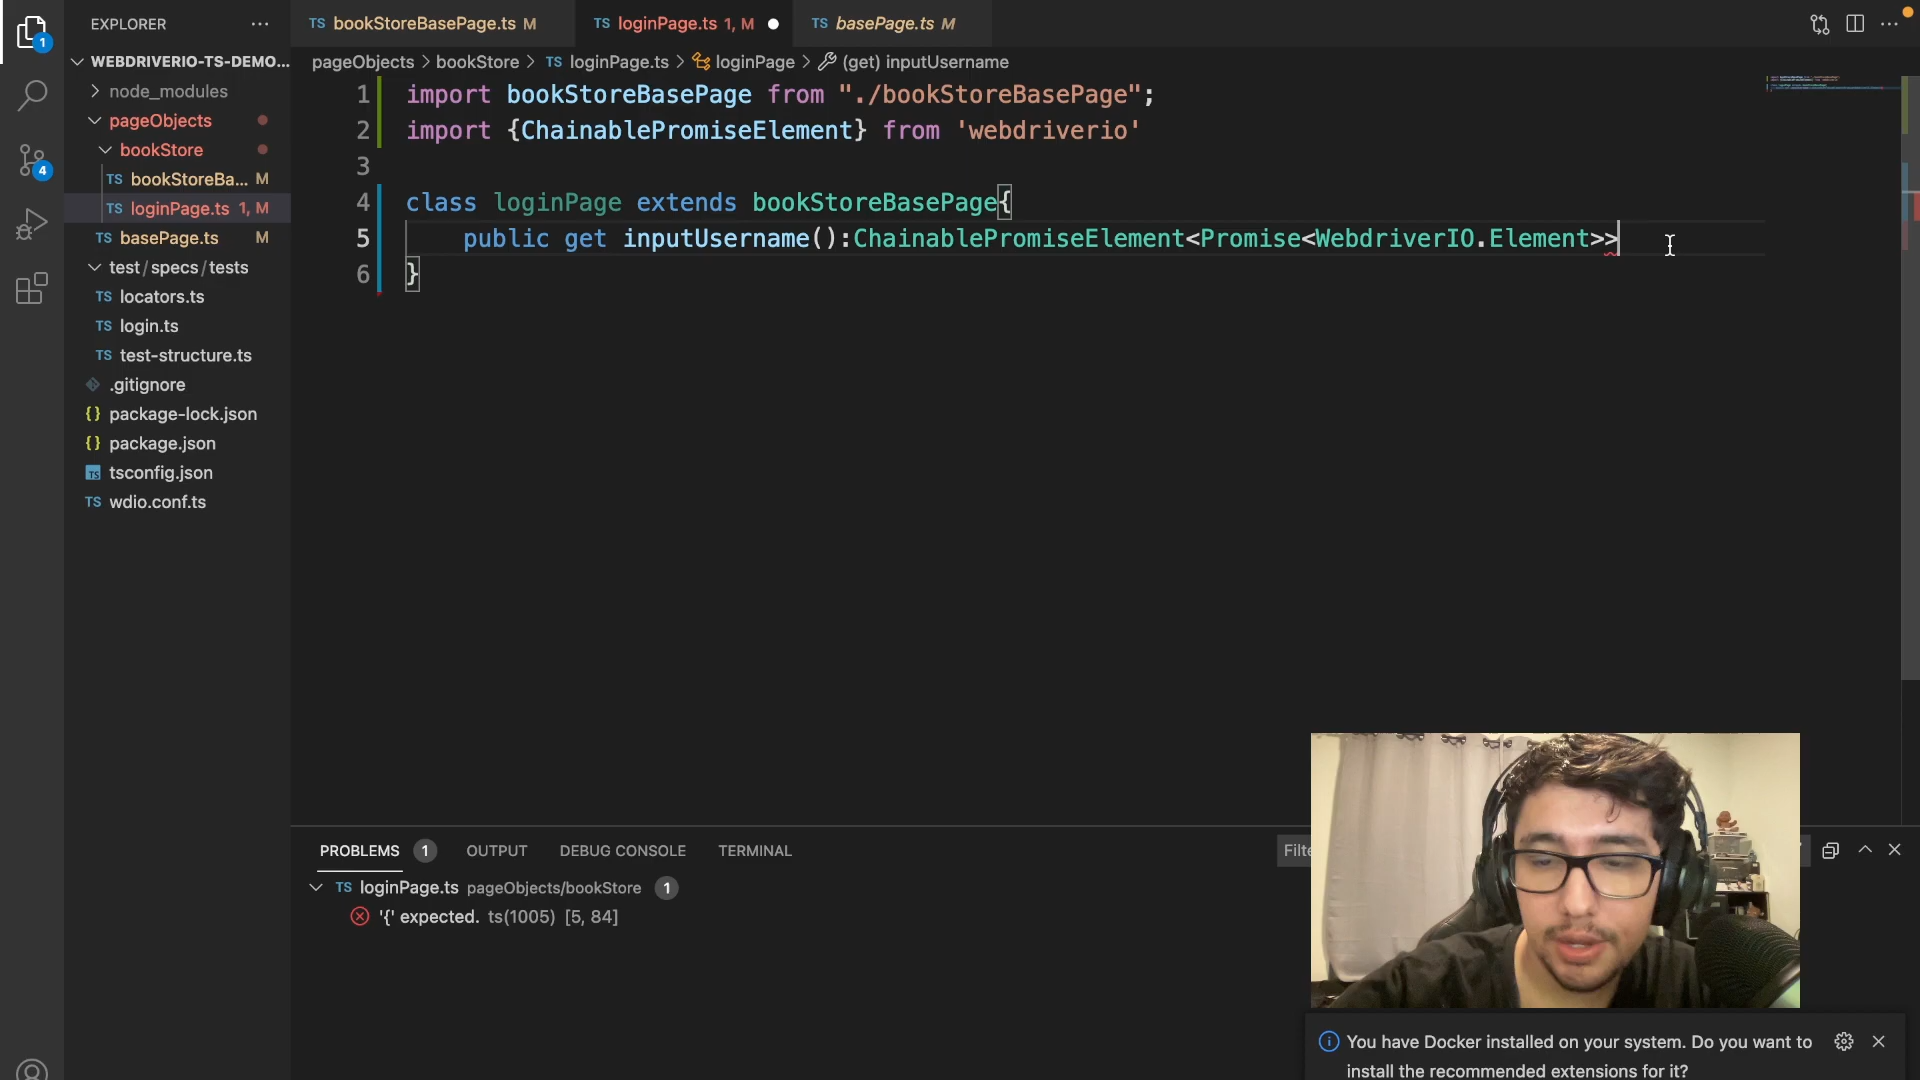 1
4
EXPLORER
WEBDRIVERIO-TS-DEMO...
node_modules
pageObjects
bookStore
TS bookStoreBa... M
TS loginPage.ts 1, M
TS basePage.ts M
test/specs/tests
TS locators.ts
TS login.ts
TS test-structure.ts
.gitignore
{} package-lock.json
{} package.json
TS tsconfig.json
TS wdio.conf.ts
TS bookStoreBasePage.ts M
TS loginPage.ts 1, M
TS basePage.ts M
pageObjects > bookStore > TS loginPage.ts > loginPage > (get) inputUsername
1 import bookStoreBasePage from "./bookStoreBasePage";
2 import {ChainablePromiseElement} from 'webdriverio'
3
4 class loginPage extends bookStoreBasePage{
5 public get inputUsername():ChainablePromiseElement<Promise<WebdriverIO.Element>>
6 }
PROBLEMS 1 OUTPUT DEBUG CONSOLE TERMINAL
TS loginPage.ts pageObjects/bookStore 1
'{' expected. ts(1005) [5, 84]
You have Docker installed on your system. Do you want to
install the recommended extensions for it?